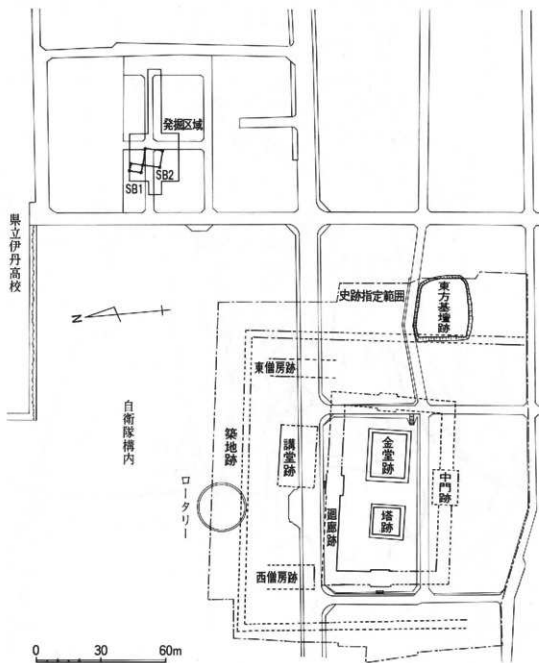 発掘区域
SB1
SB2
県立伊丹高校
N
史跡指定範囲
東方基壇跡
東僧房跡
自衛隊構内
築地跡
講堂跡
金堂跡
中門跡
ロータリー
廻廊跡
塔跡
西僧房跡
0 30 60m